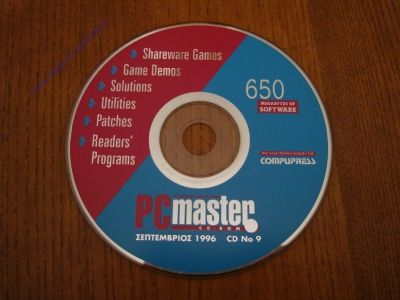 Shareware Games
Game Demos
Solutions
Utilities
Patches
Readers'
Programs
650
MEGABYTES OF
SOFTWARE
COMPUPRESS
PC master
CD-ROM
ΣΕΠΤΕΜΒΡΙΟΣ 1996 CD No 9